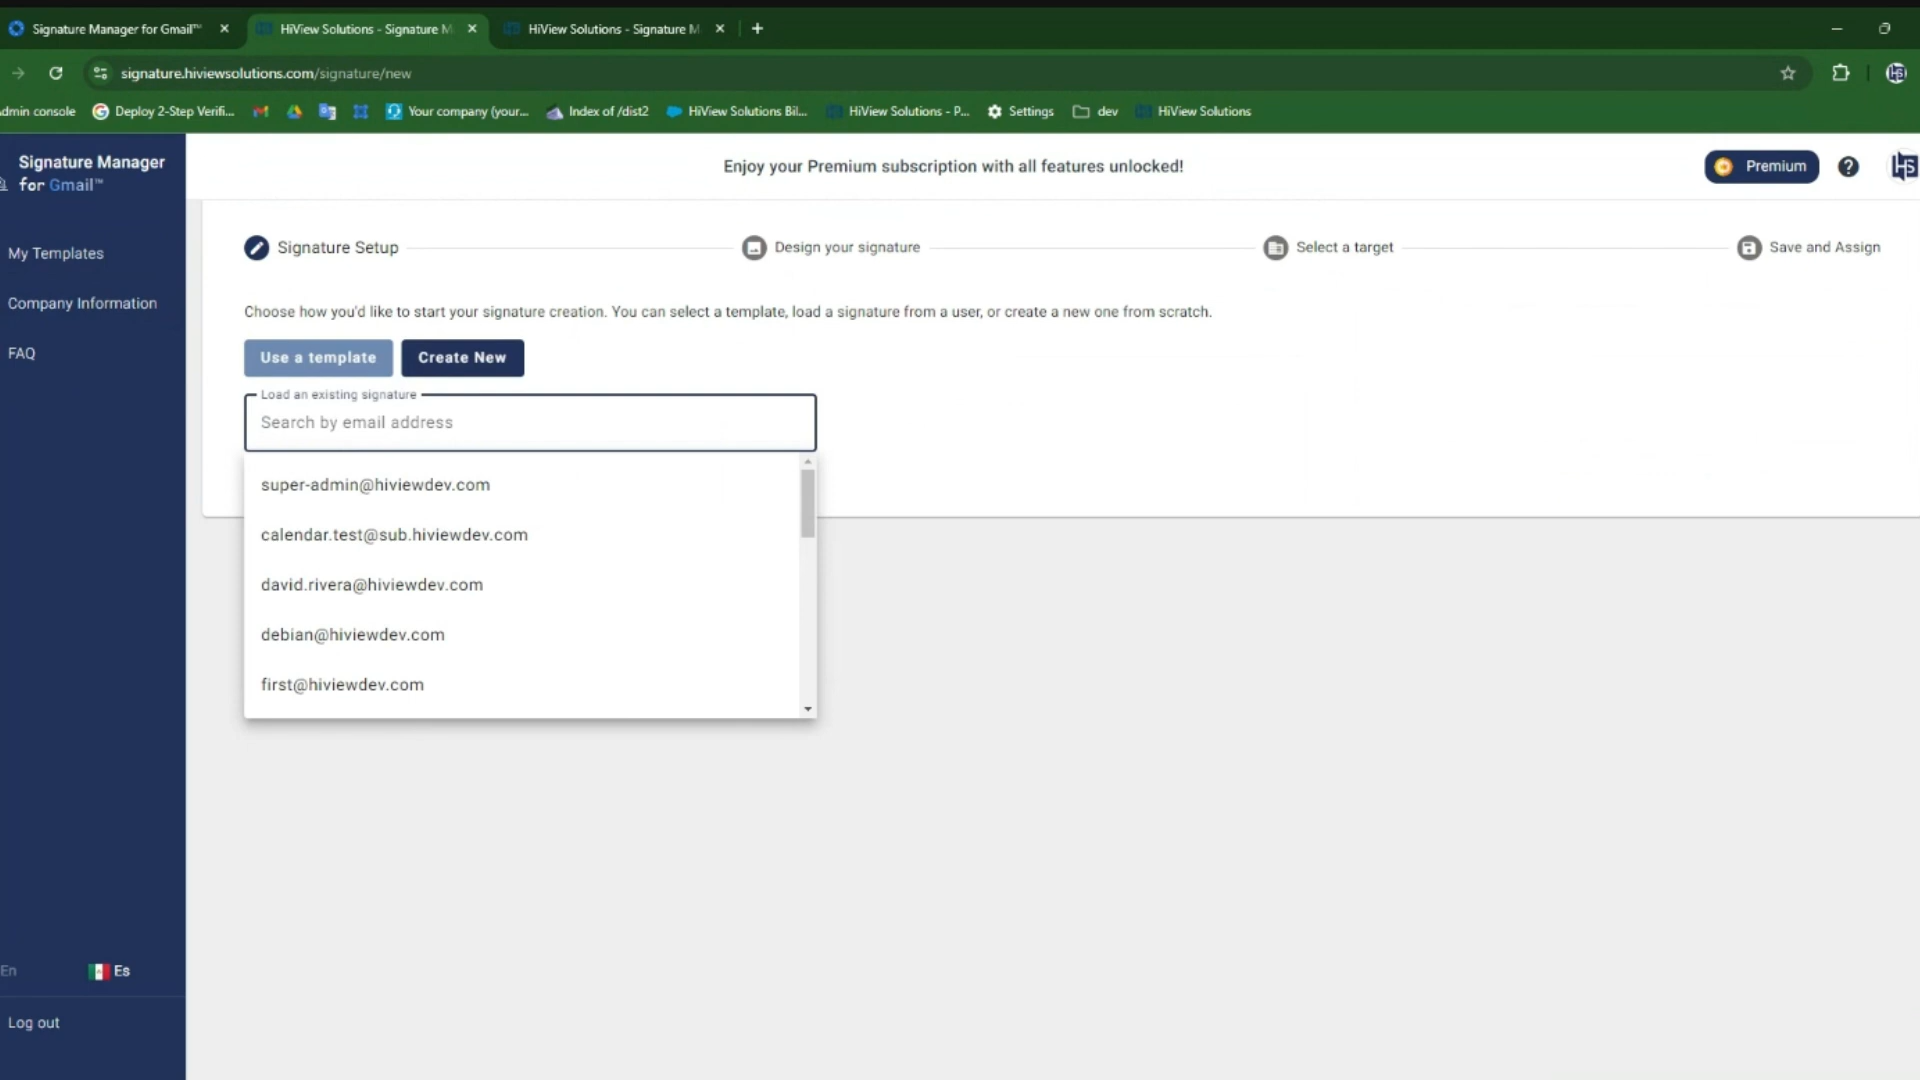 Signature Manager for Gmail™
HiView Solutions - Signature M
HiView Solutions - Signature M
signature.hiviewsolutions.com/signature/new
dmin console
Deploy 2-Step Verifi...
Your company (your...
Index of /dist2
HiView Solutions Bil...
HiView Solutions - P...
Settings
dev
HiView Solutions
Signature Manager
for Gmail™
Enjoy your Premium subscription with all features unlocked!
Premium
HS
My Templates
Company Information
FAQ
Signature Setup
Design your signature
Select a target
Save and Assign
Choose how you'd like to start your signature creation. You can select a template, load a signature from a user, or create a new one from scratch.
Use a template
Create New
Load an existing signature
Search by email address
super-admin@hiviewdev.com
calendar.test@sub.hiviewdev.com
david.rivera@hiviewdev.com
debian@hiviewdev.com
first@hiviewdev.com
En
Es
Log out